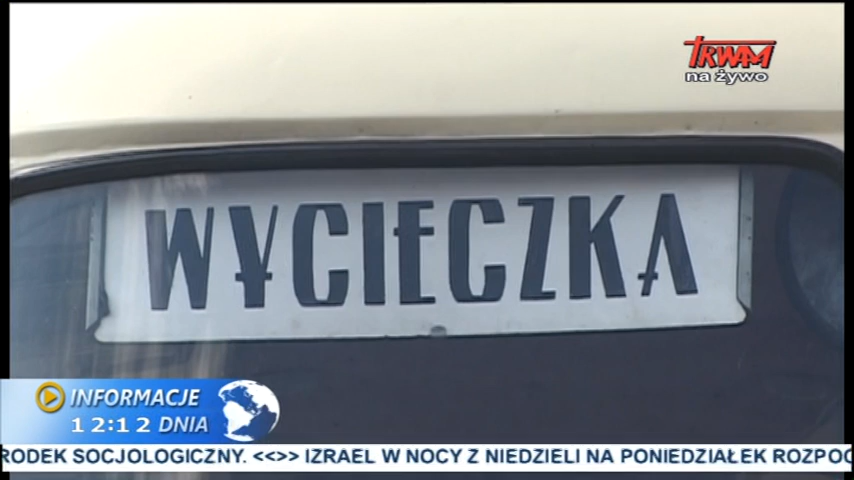 TRWAM
na żywo
WYCIECZKA
INFORMACJE
12:12 DNIA
RODEK SOCJOLOGICZNY. <<>> IZRAEL W NOCY Z NIEDZIELI NA PONIEDZIAŁEK ROZPOC